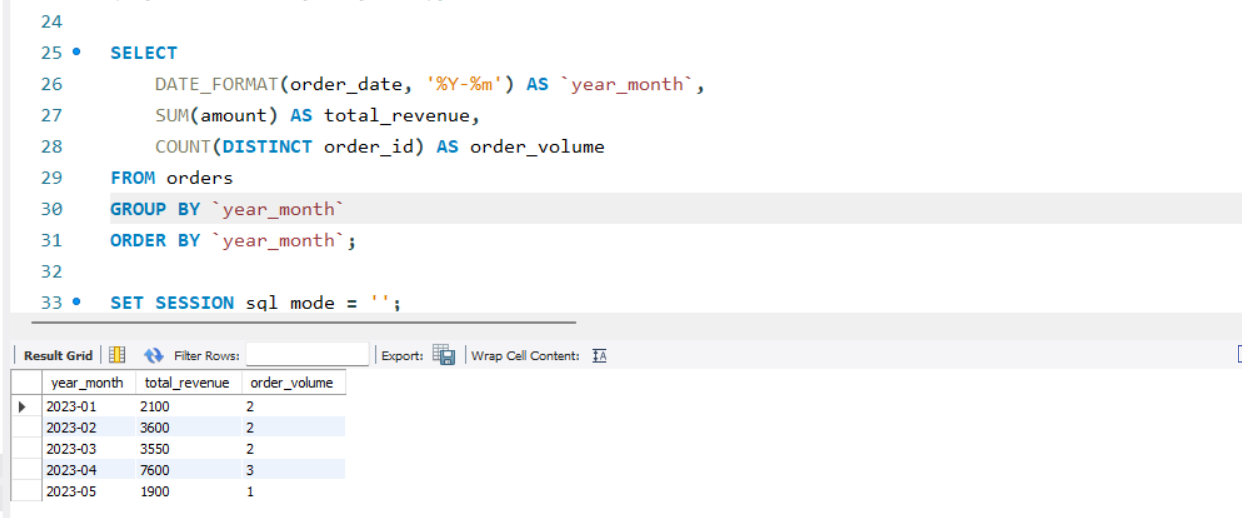 24
25 SELECT
26 DATE_FORMAT(order_date, '%Y-%m') AS `year_month`,
27 SUM(amount) AS total_revenue,
28 COUNT(DISTINCT order_id) AS order_volume
29 FROM orders
30 GROUP BY `year_month`
31 ORDER BY `year_month`;
32
33 SET SESSION sql_mode = '';
Result Grid Filter Rows: Export: Wrap Cell Content: IA
year_month total_revenue order_volume
2023-01 2100 2
2023-02 3600 2
2023-03 3550 2
2023-04 7600 3
2023-05 1900 1